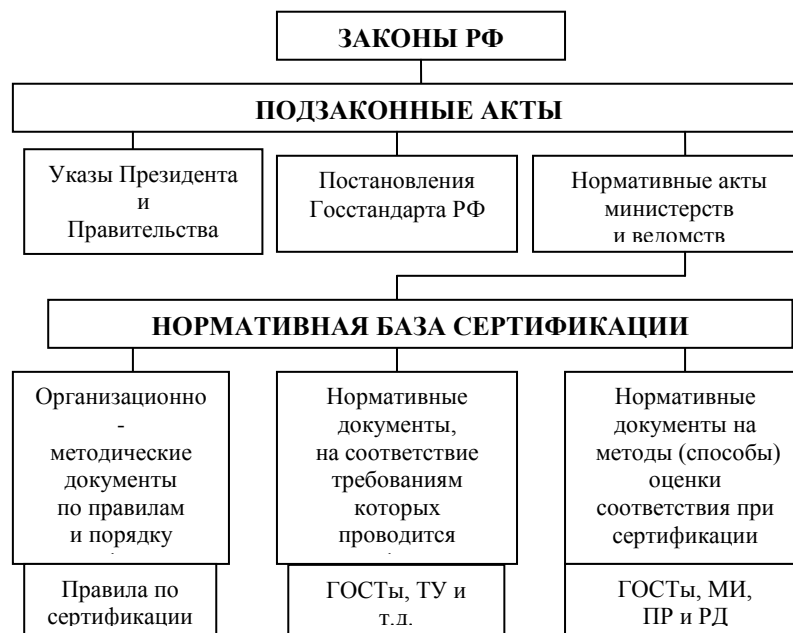 ЗАКОНЫ РФ
ПОДЗАКОННЫЕ АКТЫ
Указы Президента
и
Правительства
Постановления
Госстандарта РФ
Нормативные акты
министерств
и ведомств
НОРМАТИВНАЯ БАЗА СЕРТИФИКАЦИИ
Организационно
-
методические
документы
по правилам
и порядку
Нормативные
документы,
на соответствие
требованиям
которых
проводится
Нормативные
документы на
методы (способы)
оценки
соответствия при
сертификации
Правила по
сертификации
ГОСТы, ТУ и
т.д.
ГОСТы, МИ,
ПР и РД